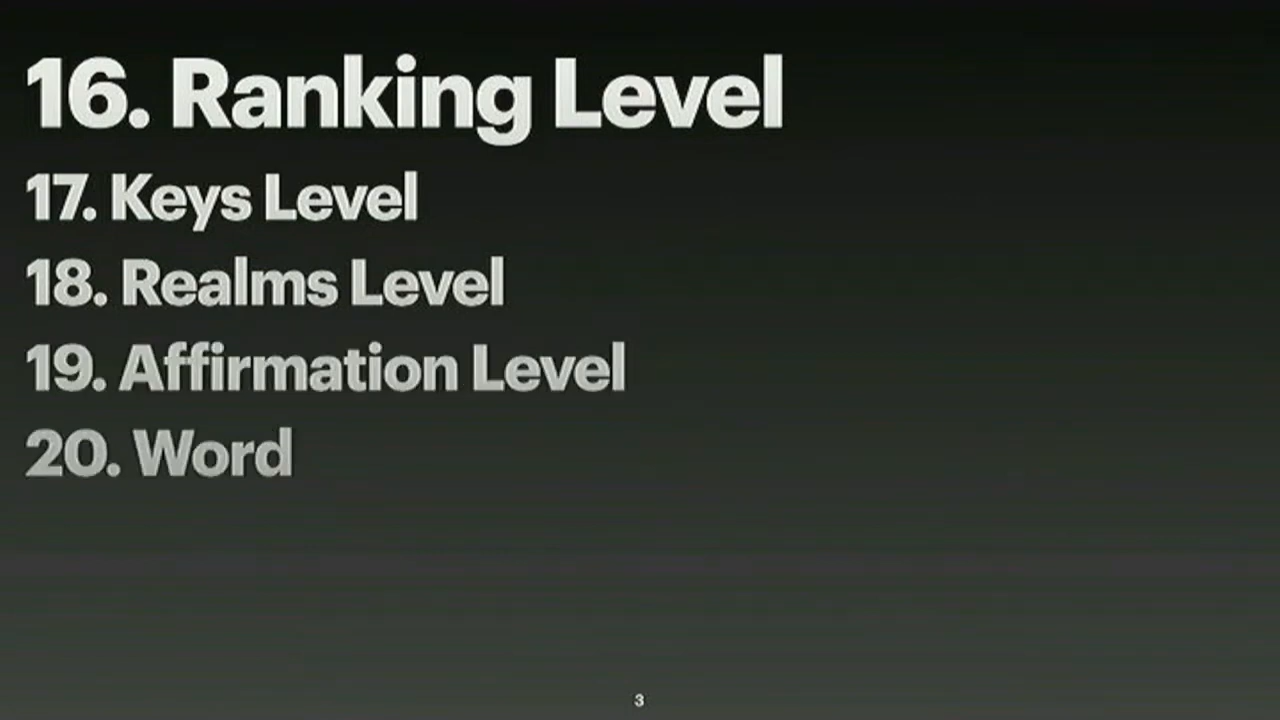 16. Ranking Level
17. Keys Level
18. Realms Level
19. Affirmation Level
20. Word
3